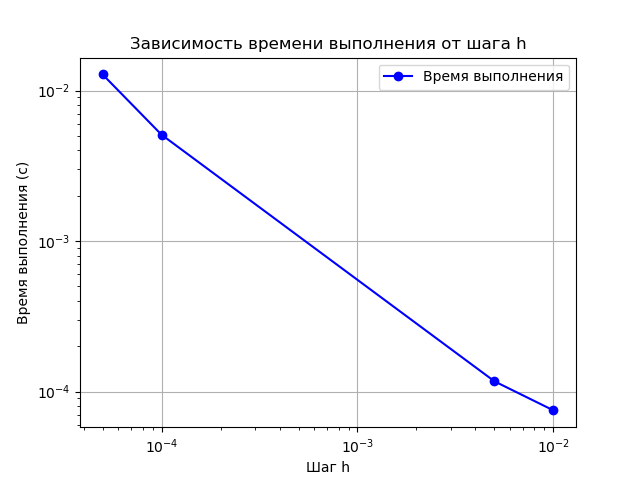 Зависимость времени выполнения от шага h
Время выполнения
Время выполнения (с)
10⁻²
10⁻³
10⁻⁴
10⁻⁴
10⁻³
10⁻²
Шаг h